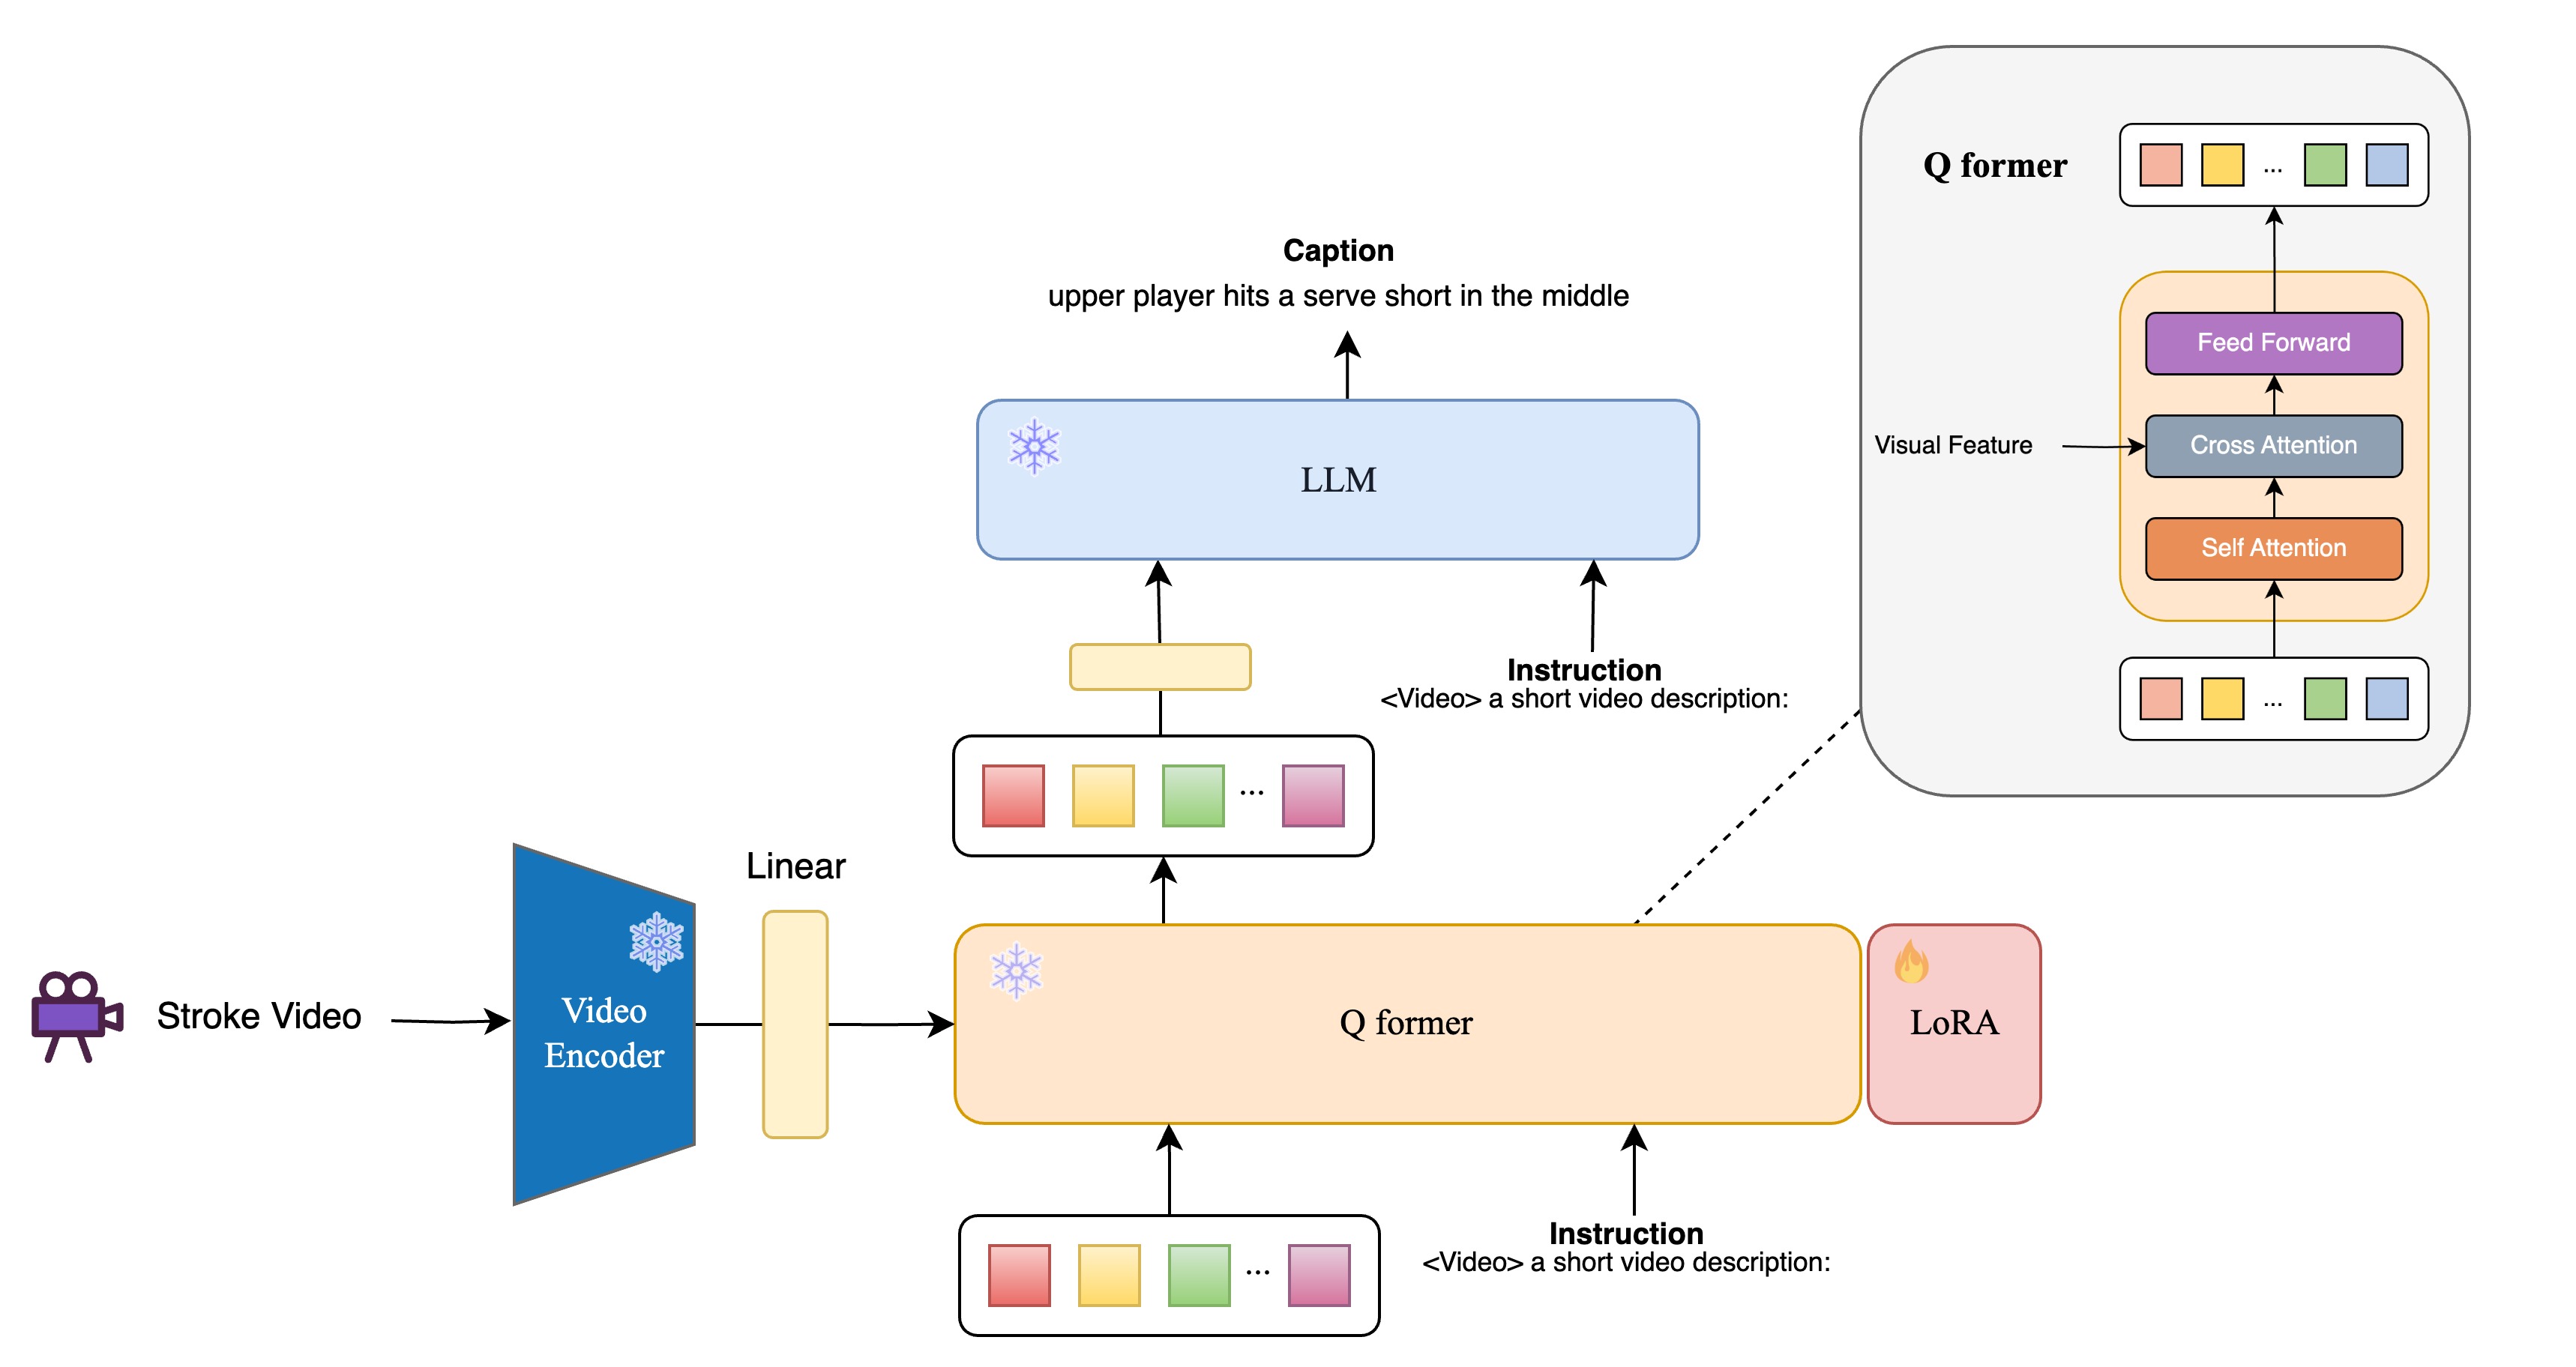 Q former
...
Feed Forward
Visual Feature
Cross Attention
Self Attention
...
Caption
upper player hits a serve short in the middle
LLM
Instruction
<Video> a short video description:
...
Linear
Stroke Video
Video
Encoder
Q former
LoRA
...
Instruction
<Video> a short video description: